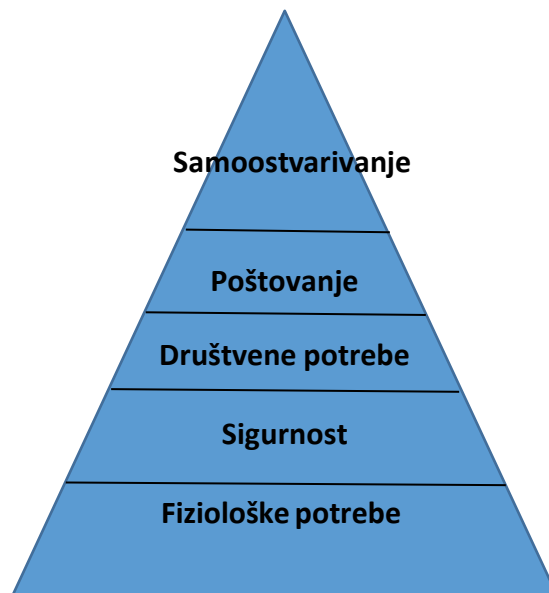 Samoostvarivanje
Poštovanje
Društvene potrebe
Sigurnost
Fiziološke potrebe